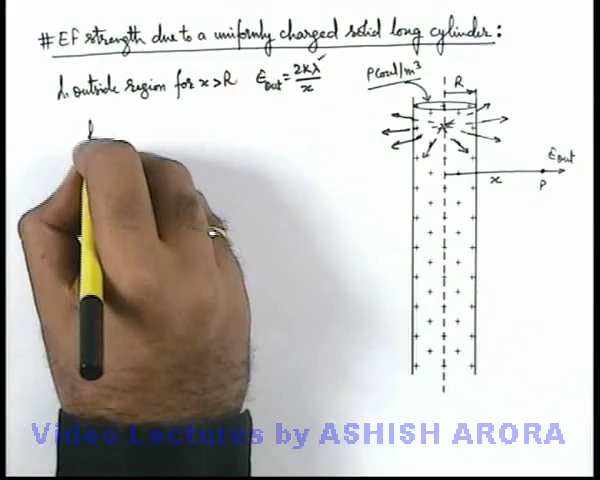 # EF strength due to a uniformly charged solid long cylinder:
In outside region for x > R E_out = 2Kλ/x
ρ Coul/m³
R
E_out
x
P
Video Lectures by ASHISH ARORA